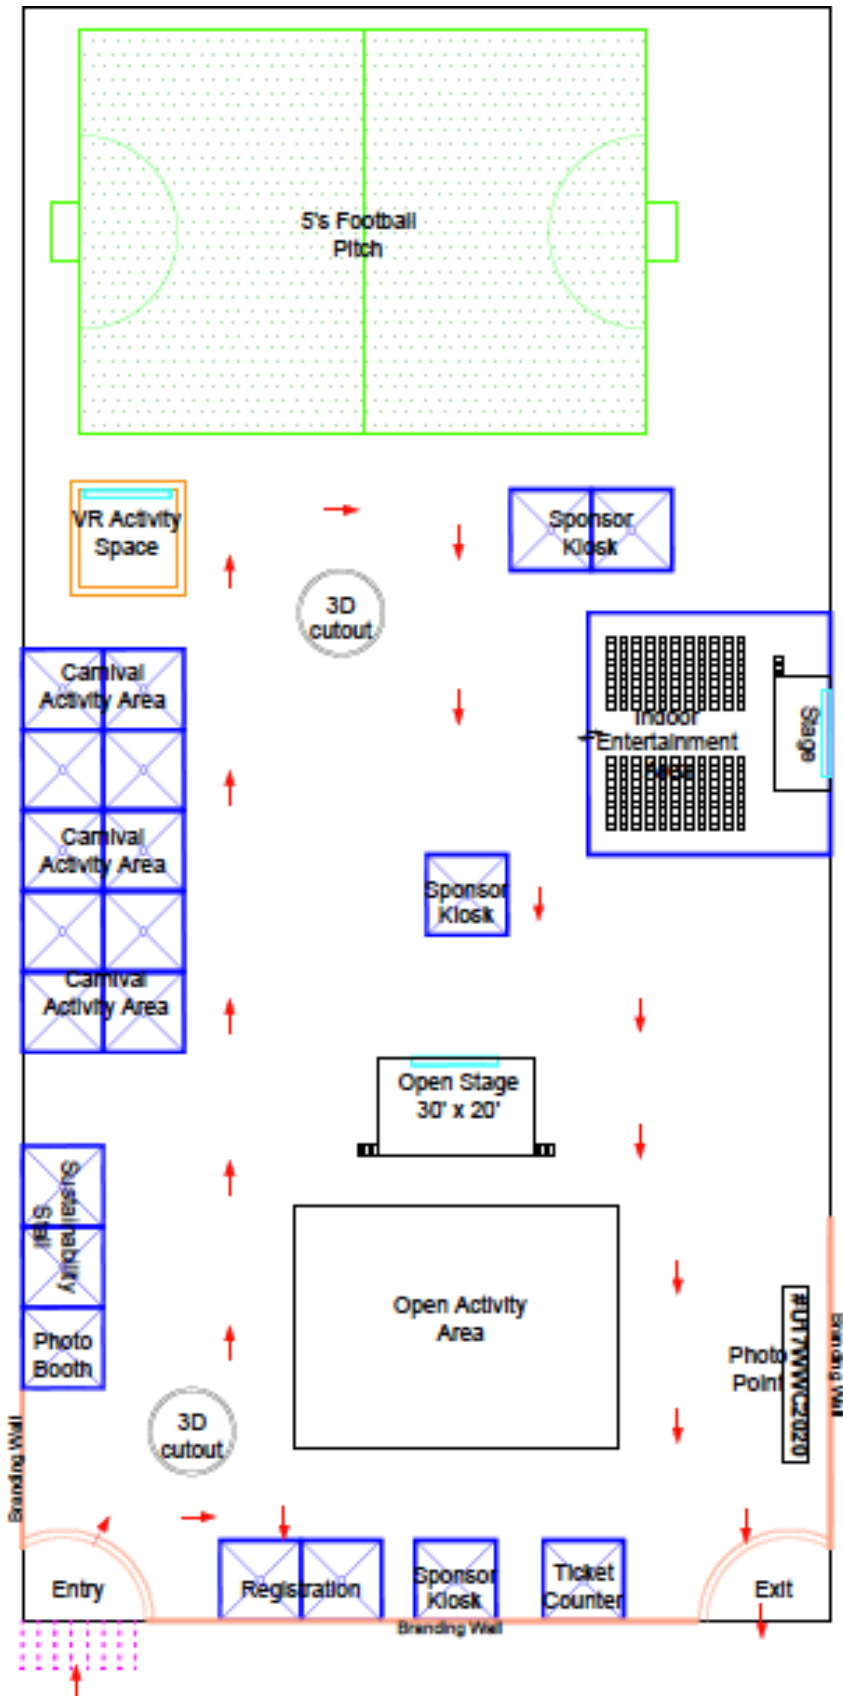 5's Football
Pitch
VR Activity
Space
Sponsor
Kiosk
3D
cutout
Carnival
Activity Area
Indoor
Entertainment
Area
Stage
Carnival
Activity Area
Sponsor
Kiosk
Carnival
Activity Area
Open Stage
30' x 20'
Sustainability
Stall
Open Activity
Area
Photo
Booth
Photo
Point
#U17WWC2020
Branding Wall
3D
cutout
Branding Wall
Entry
Registration
Sponsor
Kiosk
Ticket
Counter
Exit
Branding Wall